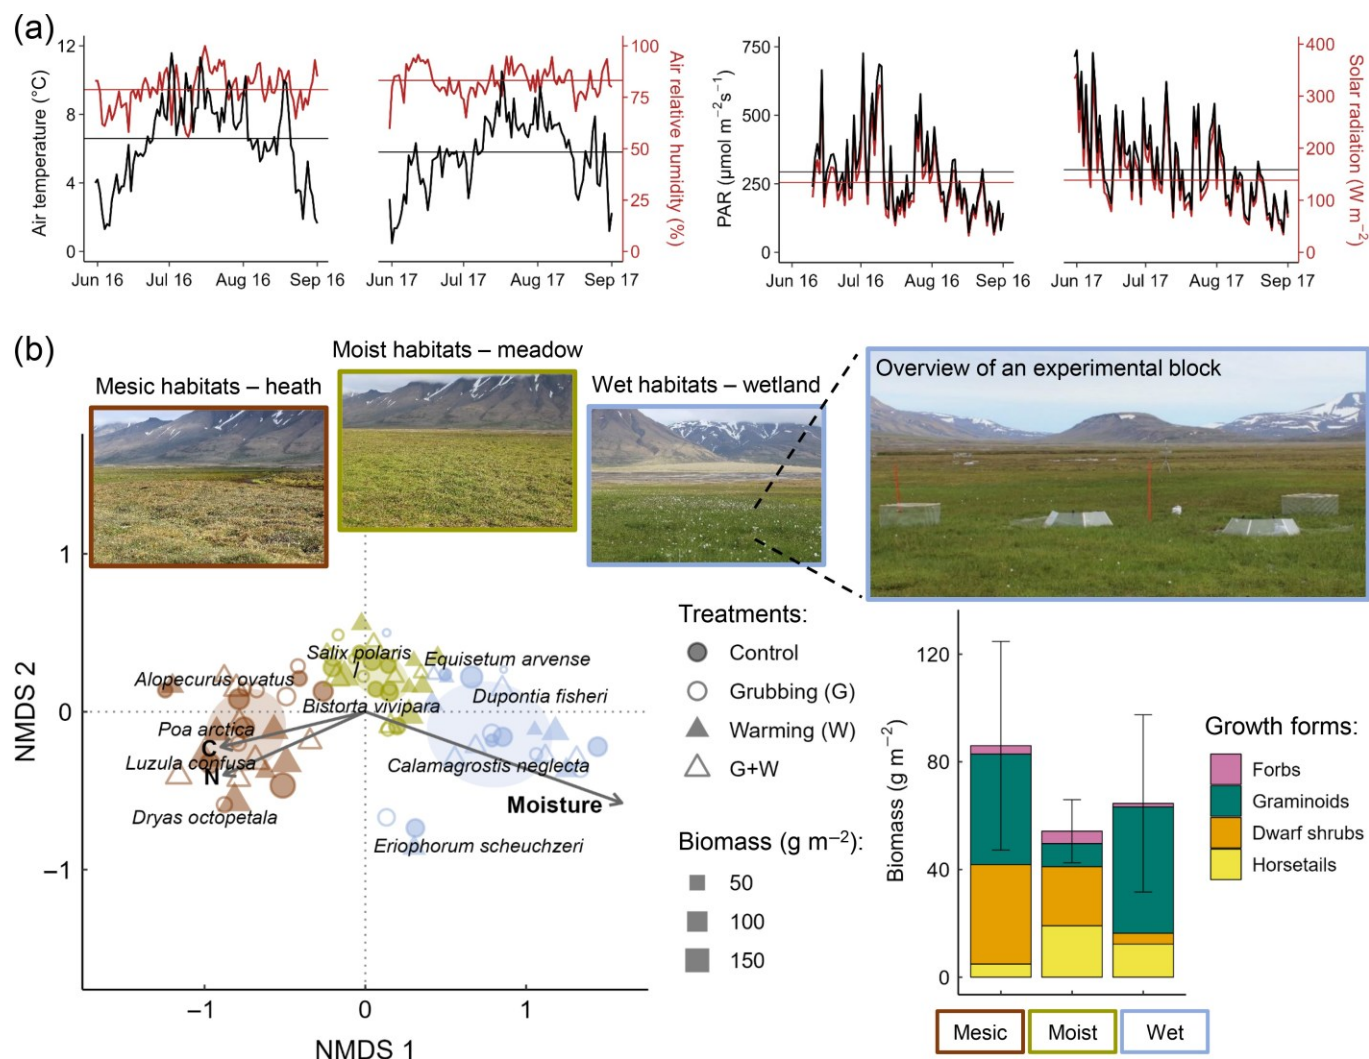 (a)
Air temperature (°C)
12
8
4
0
Jun 16
Jul 16
Aug 16
Sep 16
Jun 17
Jul 17
Aug 17
Sep 17
100
75
50
25
0
Air relative
humidity (%)
PAR (µmol m−2s−1)
750
500
250
0
Jun 16
Jul 16
Aug 16
Sep 16
Jun 17
Jul 17
Aug 17
Sep 17
400
300
200
100
0
Solar radiation
(W m−2)
(b)
Mesic habitats – heath
Moist habitats – meadow
Wet habitats – wetland
Overview of an experimental block
NMDS 2
1
0
−1
−1
0
1
NMDS 1
Salix polaris
Equisetum arvense
Alopecurus ovatus
Dupontia fisheri
Bistorta vivipara
Poa arctica
C
Luzula confusa
N
Calamagrostis neglecta
Moisture
Dryas octopetala
Eriophorum scheuchzeri
Treatments:
Control
Grubbing (G)
Warming (W)
G+W
Biomass (g m−2):
50
100
150
Biomass (g m−2)
120
80
40
0
Mesic
Moist
Wet
Growth forms:
Forbs
Graminoids
Dwarf shrubs
Horsetails